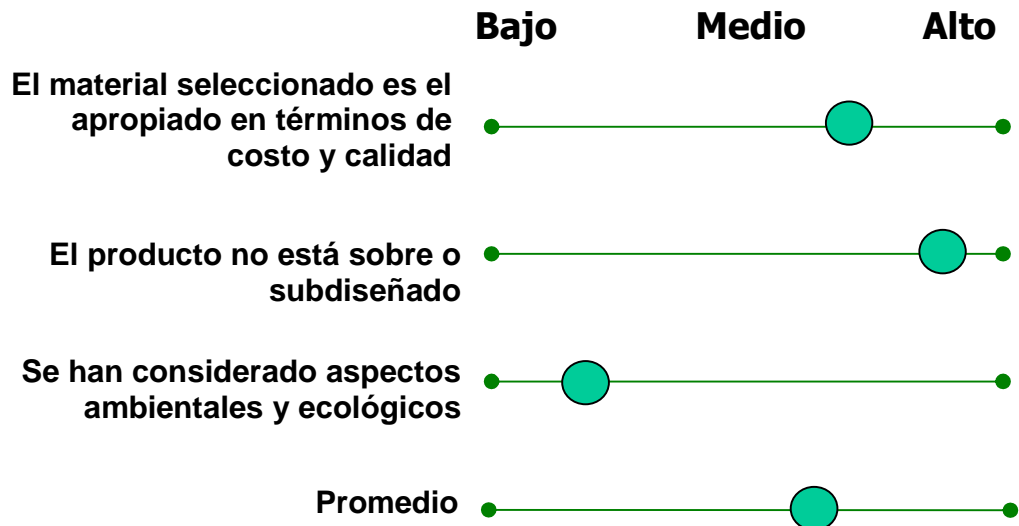 Bajo Medio Alto
El material seleccionado es el
apropiado en términos de
costo y calidad
El producto no está sobre o
subdiseñado
Se han considerado aspectos
ambientales y ecológicos
Promedio